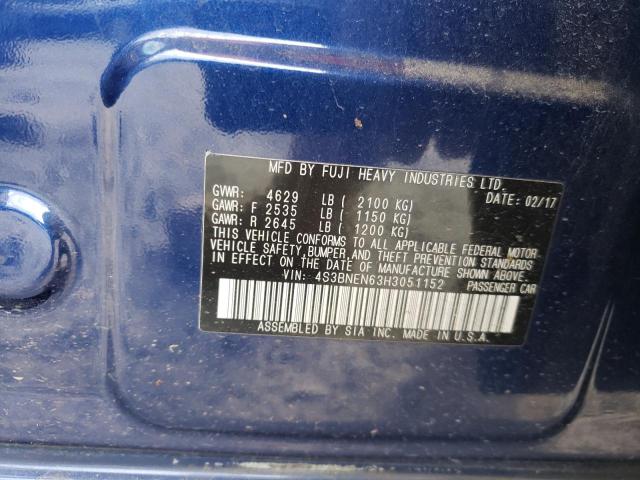 MFD BY FUJI HEAVY INDUSTRIES LTD.
GVWR: 4629 LB ( 2100 KG) DATE: 02/17
GAWR: F 2535 LB ( 1150 KG)
GAWR: R 2645 LB ( 1200 KG)
THIS VEHICLE CONFORMS TO ALL APPLICABLE FEDERAL MOTOR
VEHICLE SAFETY, BUMPER, AND THEFT PREVENTION STANDARDS
IN EFFECT ON THE DATE OF MANUFACTURE SHOWN ABOVE.
VIN: 4S3BNEN63H3051152 PASSENGER CAR
ASSEMBLED BY SIA INC. MADE IN U.S.A.